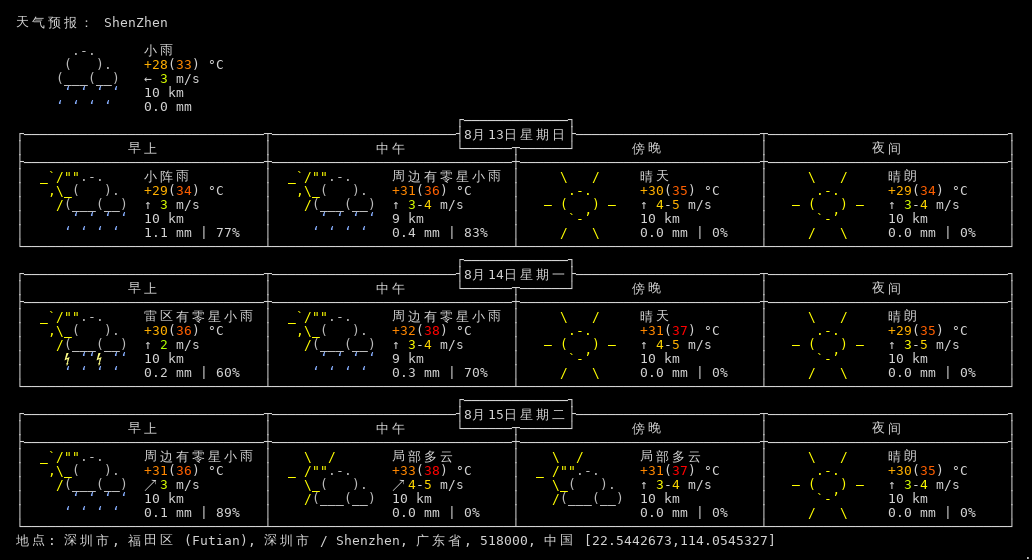 天气预报： ShenZhen
小雨
+28(33) °C
← 3 m/s
10 km
0.0 mm
8月13日星期日
早上 中午 傍晚 夜间
小阵雨 周边有零星小雨 晴天 晴朗
+29(34) °C +31(36) °C +30(35) °C +29(34) °C
↑ 3 m/s ↑ 3-4 m/s ↑ 4-5 m/s ↑ 3-4 m/s
10 km 9 km 10 km 10 km
1.1 mm | 77% 0.4 mm | 83% 0.0 mm | 0% 0.0 mm | 0%
8月14日星期一
早上 中午 傍晚 夜间
雷区有零星小雨 周边有零星小雨 晴天 晴朗
+30(36) °C +32(38) °C +31(37) °C +29(35) °C
↑ 2 m/s ↑ 3-4 m/s ↑ 4-5 m/s ↑ 3-5 m/s
10 km 9 km 10 km 10 km
0.2 mm | 60% 0.3 mm | 70% 0.0 mm | 0% 0.0 mm | 0%
8月15日星期二
早上 中午 傍晚 夜间
周边有零星小雨 局部多云 局部多云 晴朗
+31(36) °C +33(38) °C +31(37) °C +30(35) °C
↗ 3 m/s ↗ 4-5 m/s ↑ 3-4 m/s ↑ 3-4 m/s
10 km 10 km 10 km 10 km
0.1 mm | 89% 0.0 mm | 0% 0.0 mm | 0% 0.0 mm | 0%
地点: 深圳市, 福田区 (Futian), 深圳市 / Shenzhen, 广东省, 518000, 中国 [22.5442673,114.0545327]